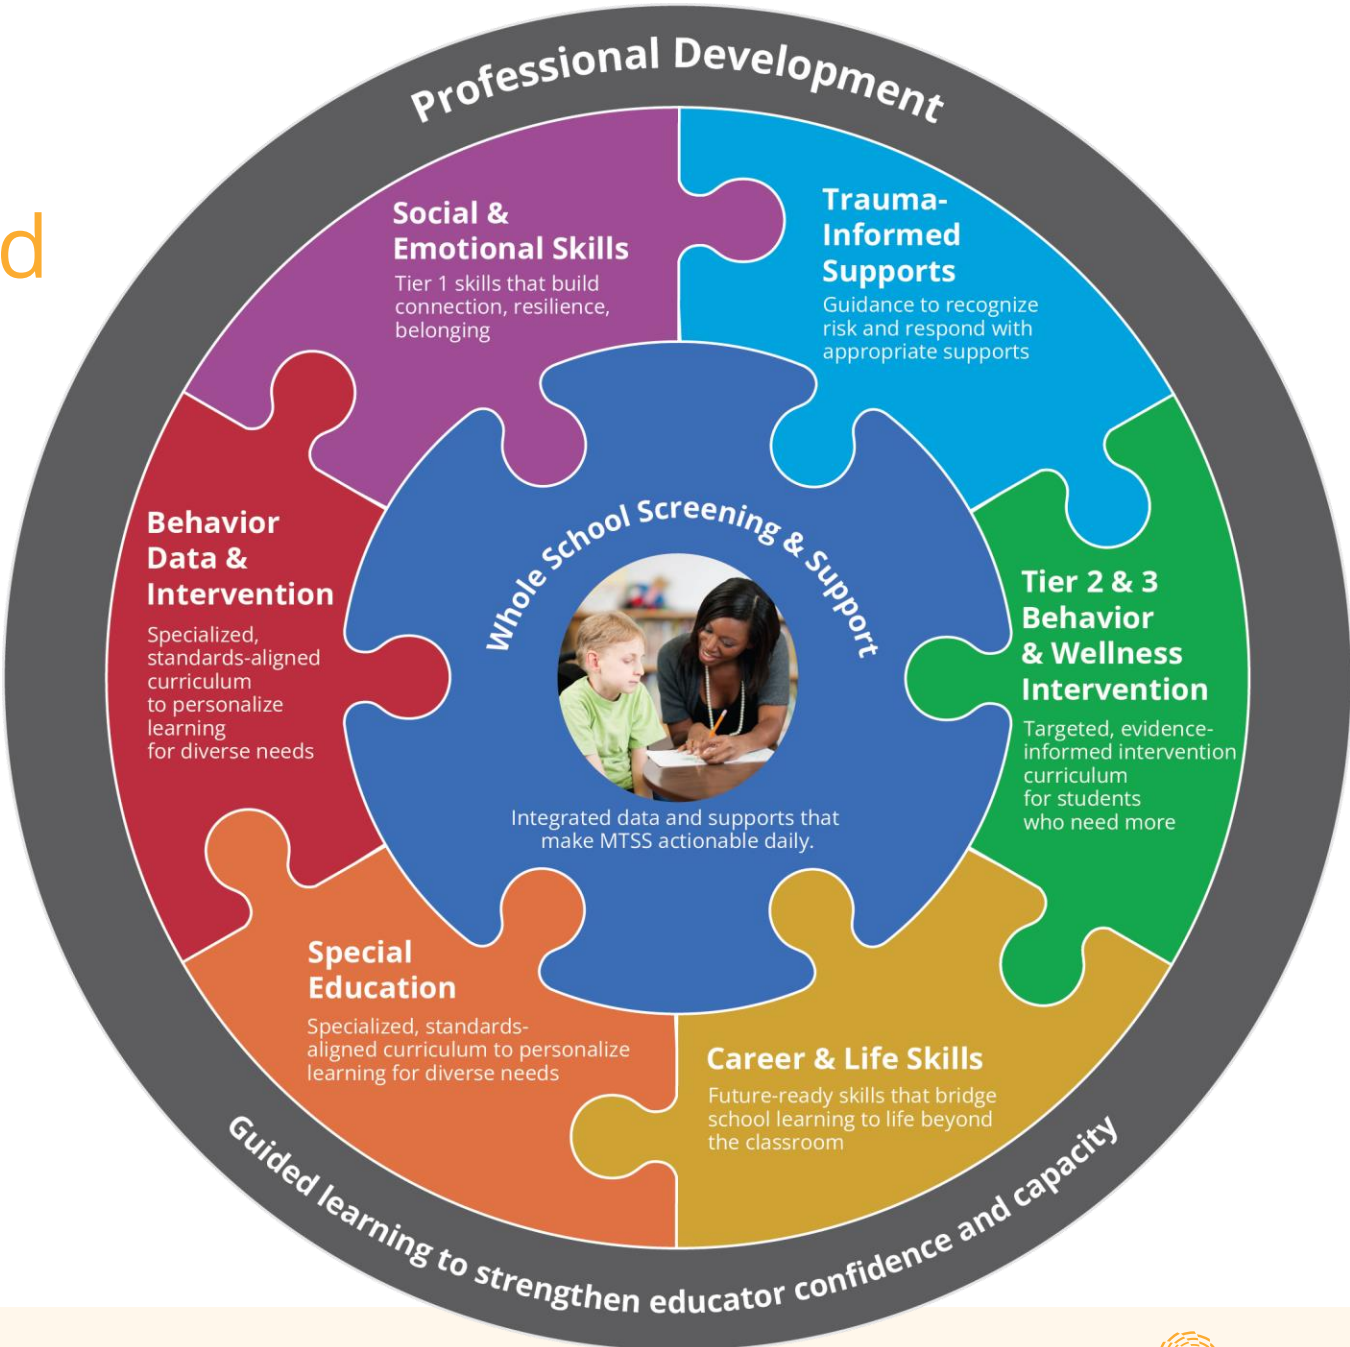 Professional Development
d
Social &
Emotional Skills
Tier 1 skills that build
connection, resilience,
belonging
Trauma-
Informed
Supports
Guidance to recognize
risk and respond with
appropriate supports
Behavior
Data &
Intervention
Specialized,
standards-aligned
curriculum
to personalize
learning
for diverse needs
Whole School Screening & Support
Integrated data and supports that
make MTSS actionable daily.
Tier 2 & 3
Behavior
& Wellness
Intervention
Targeted, evidence-
informed intervention
curriculum
for students
who need more
Special
Education
Specialized, standards-
aligned curriculum to personalize
learning for diverse needs
Career & Life Skills
Future-ready skills that bridge
school learning to life beyond
the classroom
Guided learning to strengthen educator confidence and capacity